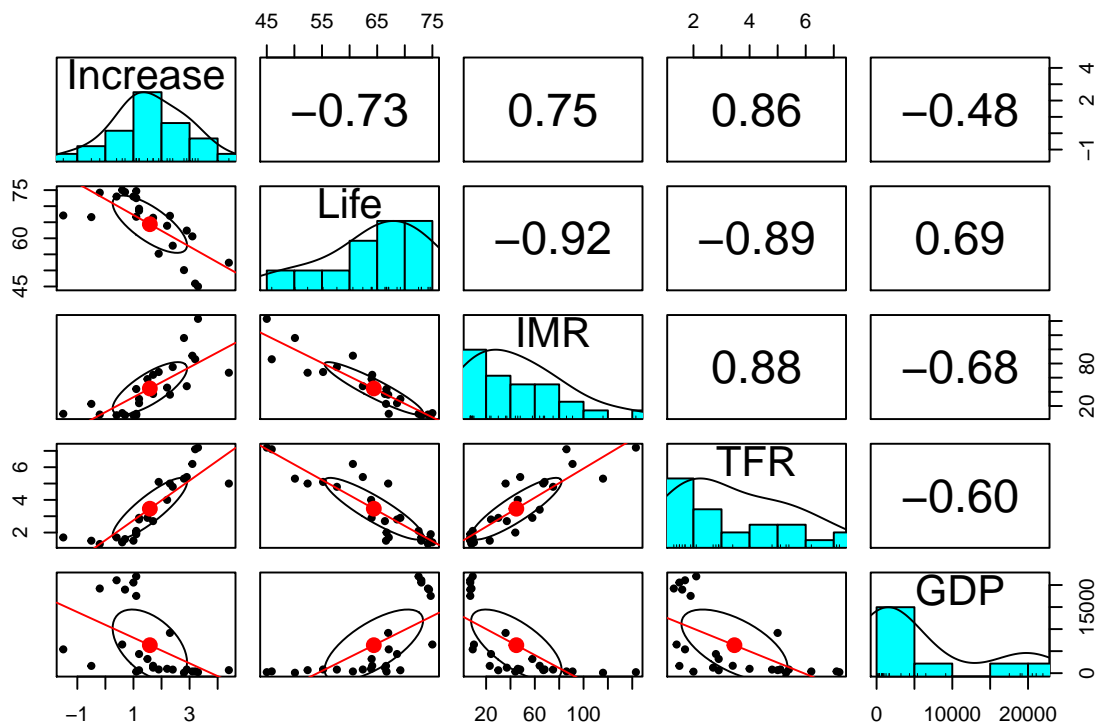 45 55 65 75 2 4 6
Increase −0.73 0.75 0.86 −0.48 −1 2 4
45 60 75 Life −0.92 −0.89 0.69
IMR 0.88 −0.68 20 80
2 4 6 TFR −0.60
GDP 0 15000
−1 1 3 20 60 100 0 10000 20000